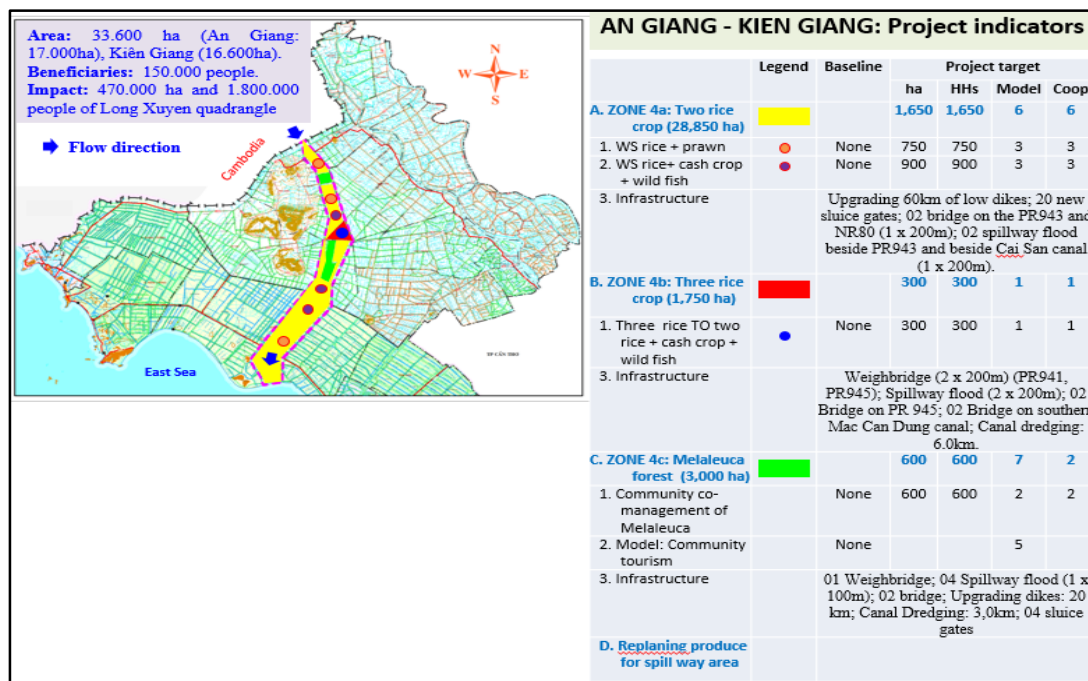 Area: 33.600 ha (An Giang:
17.000ha), Kiên Giang (16.600ha).
Beneficiaries: 150.000 people.
Impact: 470.000 ha and 1.800.000
people of Long Xuyen quadrangle
Flow direction
N
W
E
S
Cambodia
East Sea
AN GIANG - KIEN GIANG: Project indicators
Legend Baseline Project target
ha HHs Model Coop
A. ZONE 4a: Two rice
crop (28,850 ha) 1,650 1,650 6 6
1. WS rice + prawn None 750 750 3 3
2. WS rice+ cash crop
+ wild fish None 900 900 3 3
3. Infrastructure
Upgrading 60km of low dikes; 20 new
sluice gates; 02 bridge on the PR943 and
NR80 (1 x 200m); 02 spillway flood
beside PR943 and beside Cai San canal
(1 x 200m).
B. ZONE 4b: Three rice
crop (1,750 ha) 300 300 1 1
1. Three rice TO two
rice + cash crop +
wild fish None 300 300 1 1
3. Infrastructure
Weighbridge (2 x 200m) (PR941,
PR945); Spillway flood (2 x 200m); 02
Bridge on PR 945; 02 Bridge on southern
Mac Can Dung canal; Canal dredging:
6.0km.
C. ZONE 4c: Melaleuca
forest (3,000 ha) 600 600 7 2
1. Community co-
management of
Melaleuca None 600 600 2 2
2. Model: Community
tourism None 5
3. Infrastructure
01 Weighbridge; 04 Spillway flood (1 x
100m); 02 bridge; Upgrading dikes: 20
km; Canal Dredging: 3,0km; 04 sluice
gates
D. Replaning produce
for spill way area